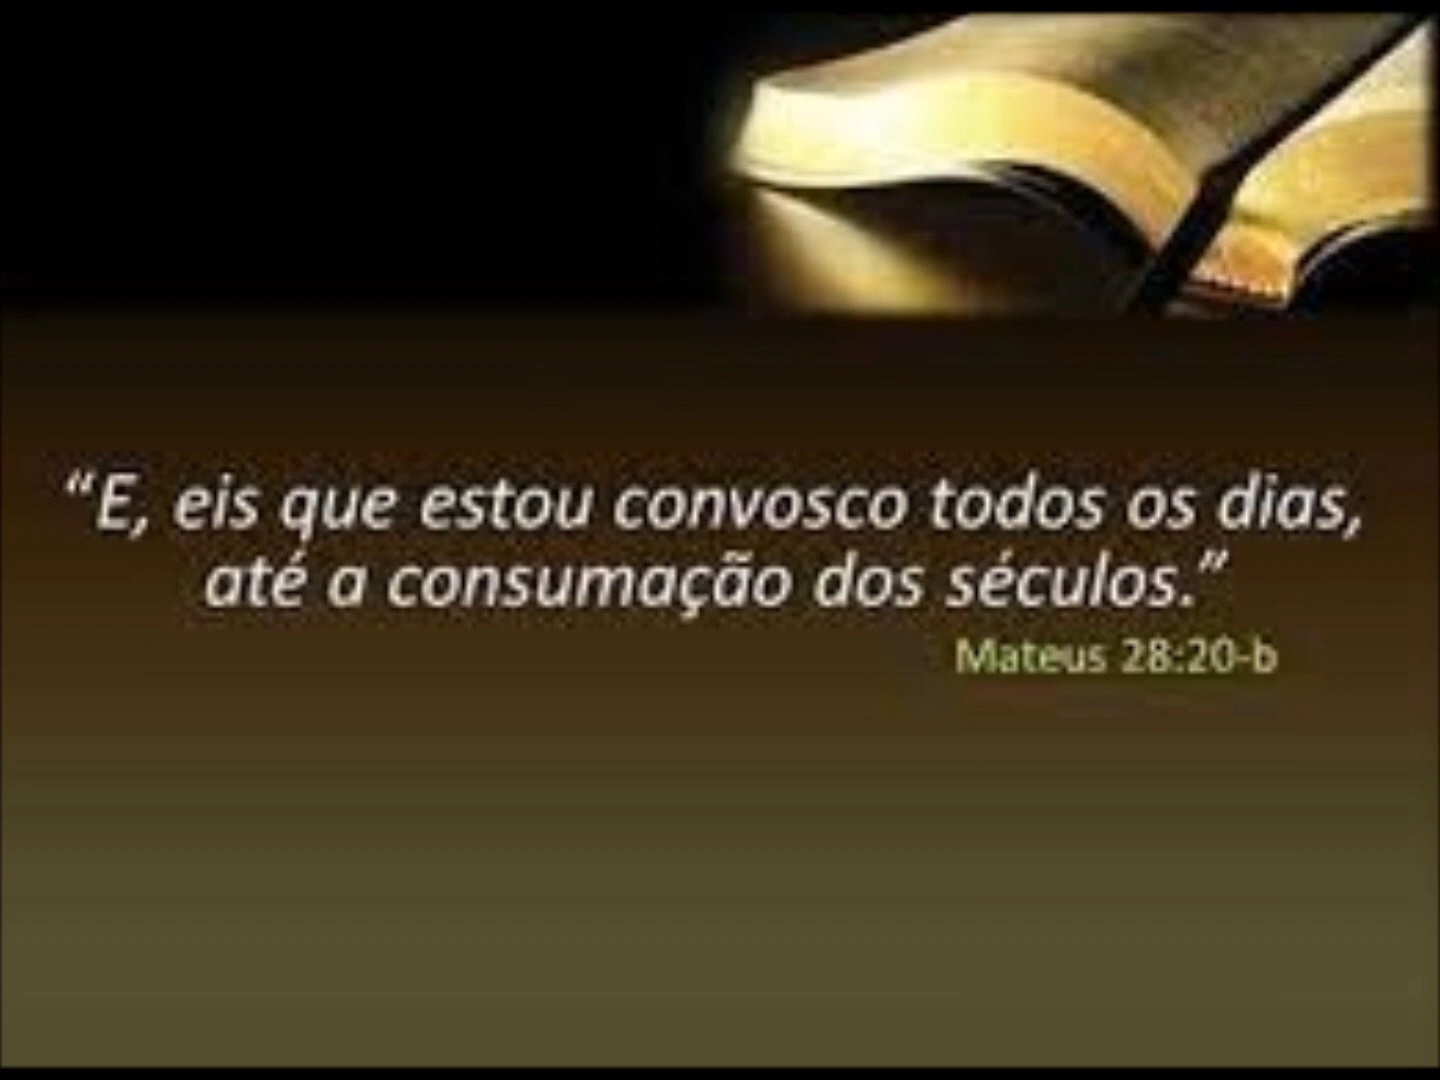 “E, eis que estou convosco todos os dias,
até a consumação dos séculos.”
Mateus 28:20-b